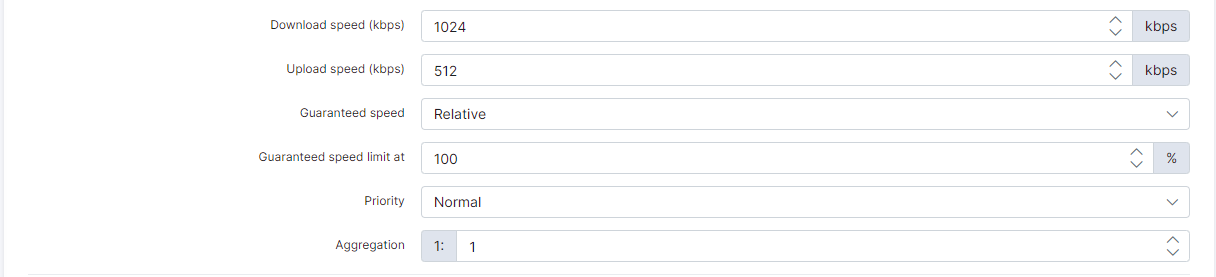 Download speed (kbps) 1024 kbps
Upload speed (kbps) 512 kbps
Guaranteed speed Relative
Guaranteed speed limit at 100 %
Priority Normal
Aggregation 1: 1